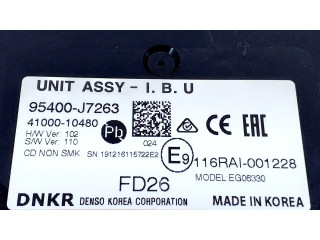 UNIT ASSY - I. B. U
95400-J7263
41000-10480
H/W Ver: 102
S/W Ver: 110
Pb
024
CE EAC
CD NON SMK SN:191216115722E2
E9 116RAI-001228
FD26
MODEL:EG06330
DNKR DENSO KOREA CORPORATION MADE IN KOREA